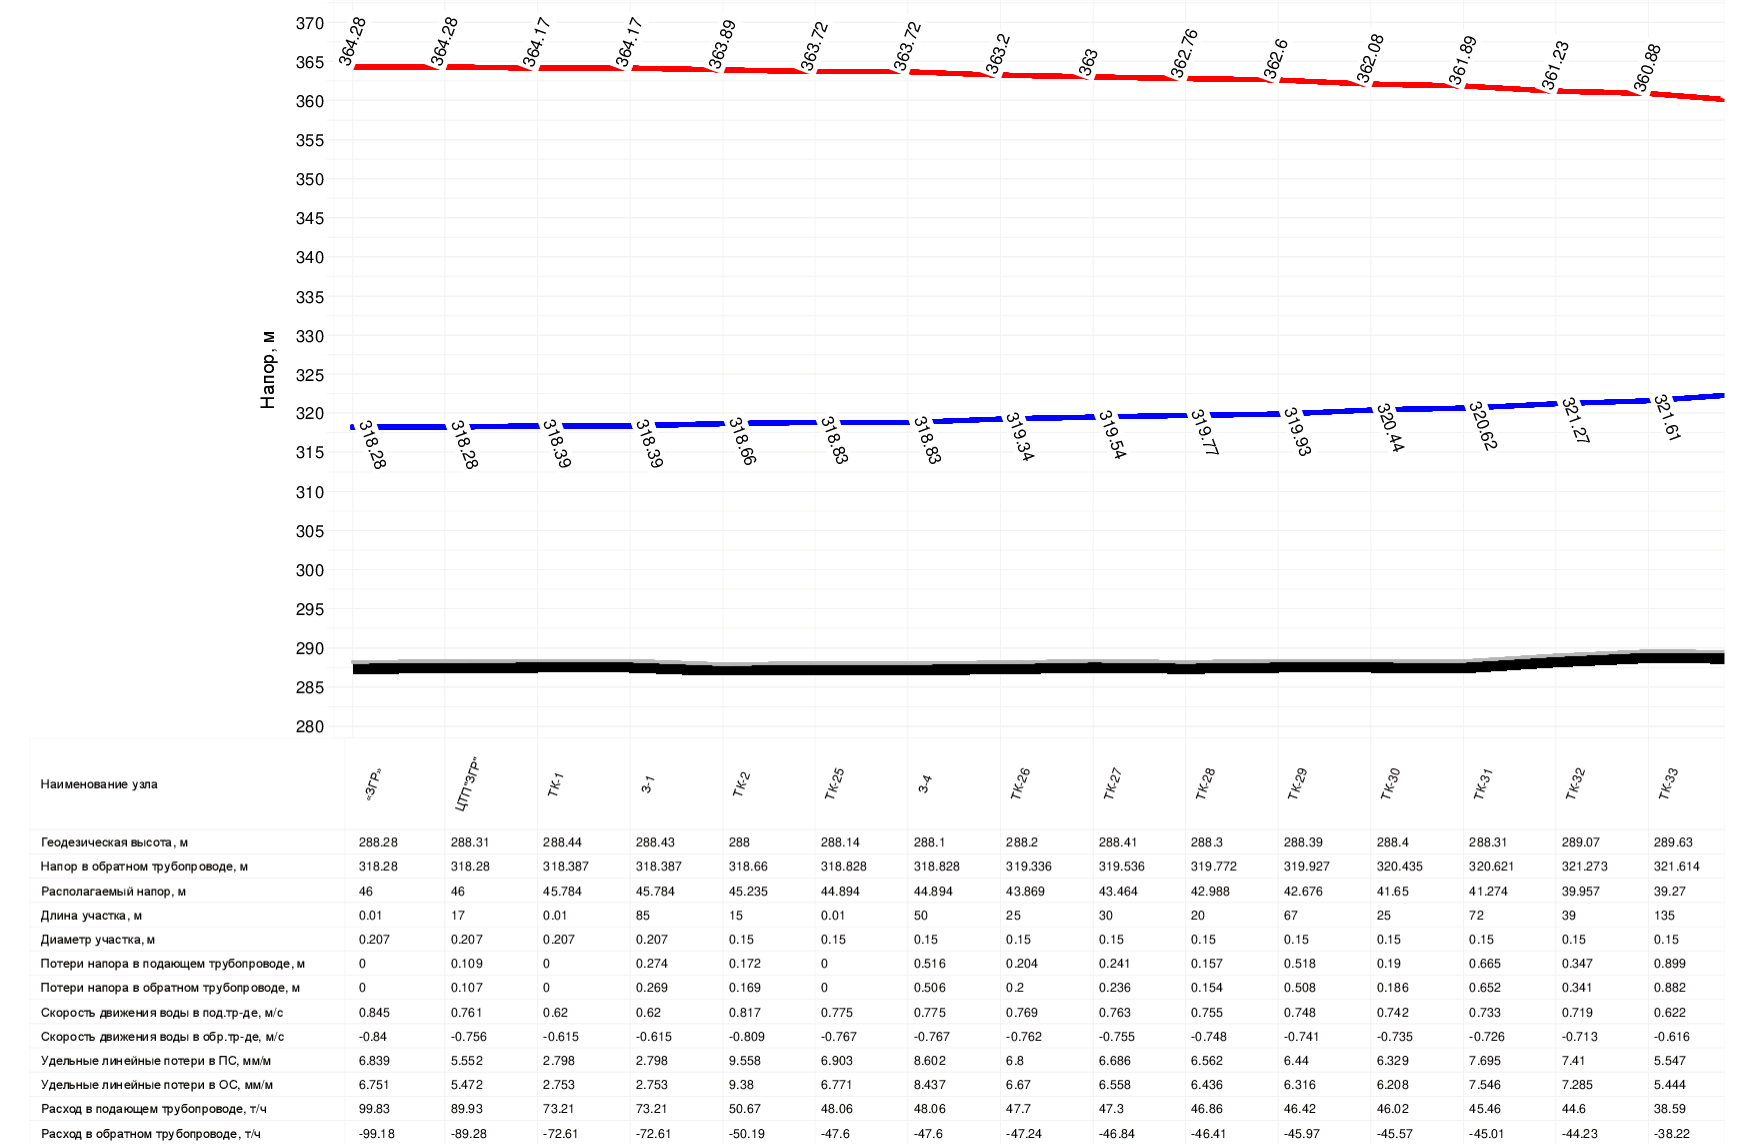 370
365
360
355
350
345
340
335
330
325
320
315
310
305
300
295
290
285
280
Напор, м
364.28 364.28 364.17 364.17 363.89 363.72 363.72 363.2 363 362.76 362.6 362.08 361.89 361.23 360.88
318.28 318.28 318.39 318.39 318.66 318.83 318.83 319.34 319.54 319.77 319.93 320.44 320.62 321.27 321.61
Наименование узла «ЗГР» ЦТП"ЗГР" ТК-1 З-1 ТК-2 ТК-25 З-4 ТК-26 ТК-27 ТК-28 ТК-29 ТК-30 ТК-31 ТК-32 ТК-33
Геодезическая высота, м 288.28 288.31 288.44 288.43 288 288.14 288.1 288.2 288.41 288.3 288.39 288.4 288.31 289.07 289.63
Напор в обратном трубопроводе, м 318.28 318.28 318.387 318.387 318.66 318.828 318.828 319.336 319.536 319.772 319.927 320.435 320.621 321.273 321.614
Располагаемый напор, м 46 46 45.784 45.784 45.235 44.894 44.894 43.869 43.464 42.988 42.676 41.65 41.274 39.957 39.27
Длина участка, м 0.01 17 0.01 85 15 0.01 50 25 30 20 67 25 72 39 135
Диаметр участка, м 0.207 0.207 0.207 0.207 0.15 0.15 0.15 0.15 0.15 0.15 0.15 0.15 0.15 0.15 0.15
Потери напора в подающем трубопроводе, м 0 0.109 0 0.274 0.172 0 0.516 0.204 0.241 0.157 0.518 0.19 0.665 0.347 0.899
Потери напора в обратном трубопроводе, м 0 0.107 0 0.269 0.169 0 0.506 0.2 0.236 0.154 0.508 0.186 0.652 0.341 0.882
Скорость движения воды в под.тр-де, м/с 0.845 0.761 0.62 0.62 0.817 0.775 0.775 0.769 0.763 0.755 0.748 0.742 0.733 0.719 0.622
Скорость движения воды в обр.тр-де, м/с -0.84 -0.756 -0.615 -0.615 -0.809 -0.767 -0.767 -0.762 -0.755 -0.748 -0.741 -0.735 -0.726 -0.713 -0.616
Удельные линейные потери в ПС, мм/м 6.839 5.552 2.798 2.798 9.558 6.903 8.602 6.8 6.686 6.562 6.44 6.329 7.695 7.41 5.547
Удельные линейные потери в ОС, мм/м 6.751 5.472 2.753 2.753 9.38 6.771 8.437 6.67 6.558 6.436 6.316 6.208 7.546 7.285 5.444
Расход в подающем трубопроводе, т/ч 99.83 89.93 73.21 73.21 50.67 48.06 48.06 47.7 47.3 46.86 46.42 46.02 45.46 44.6 38.59
Расход в обратном трубопроводе, т/ч -99.18 -89.28 -72.61 -72.61 -50.19 -47.6 -47.6 -47.24 -46.84 -46.41 -45.97 -45.57 -45.01 -44.23 -38.22